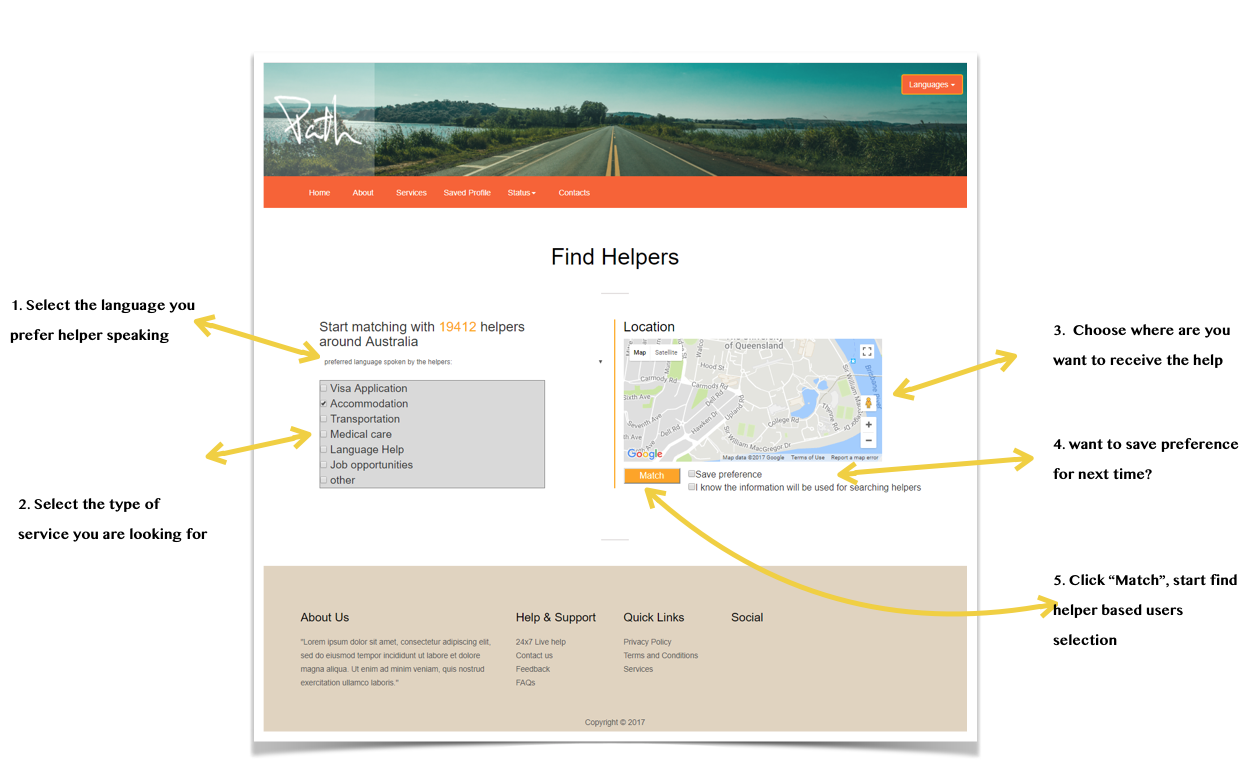 Path
Languages
Home About Services Saved Profile Status Contacts
Find Helpers
1. Select the language you
prefer helper speaking
Start matching with 19412 helpers
around Australia
preferred language spoken by the helpers:
Visa Application
Accommodation
Transportation
Medical care
Language Help
Job opportunities
other
2. Select the type of
service you are looking for
Location
Map Satellite
of Queensland
Hood St
Carmody Rd
Carmody Rd
Sixth Ave
Seventh Ave
Dell Rd
Dell Rd
Hawken Dr
Upland Rd
College Rd
Sir William MacGregor Dr
Google
Map data ©2017 Google Terms of Use Report a map error
Match
Save preference
I know the information will be used for searching helpers
3. Choose where are you
want to receive the help
4. want to save preference
for next time?
5. Click “Match”, start find
helper based users
selection
About Us
"Lorem ipsum dolor sit amet, consectetur adipiscing elit,
sed do eiusmod tempor incididunt ut labore et dolore
magna aliqua. Ut enim ad minim veniam, quis nostrud
exercitation ullamco laboris."
Help & Support
24x7 Live help
Contact us
Feedback
FAQs
Quick Links
Privacy Policy
Terms and Conditions
Services
Social
Copyright © 2017